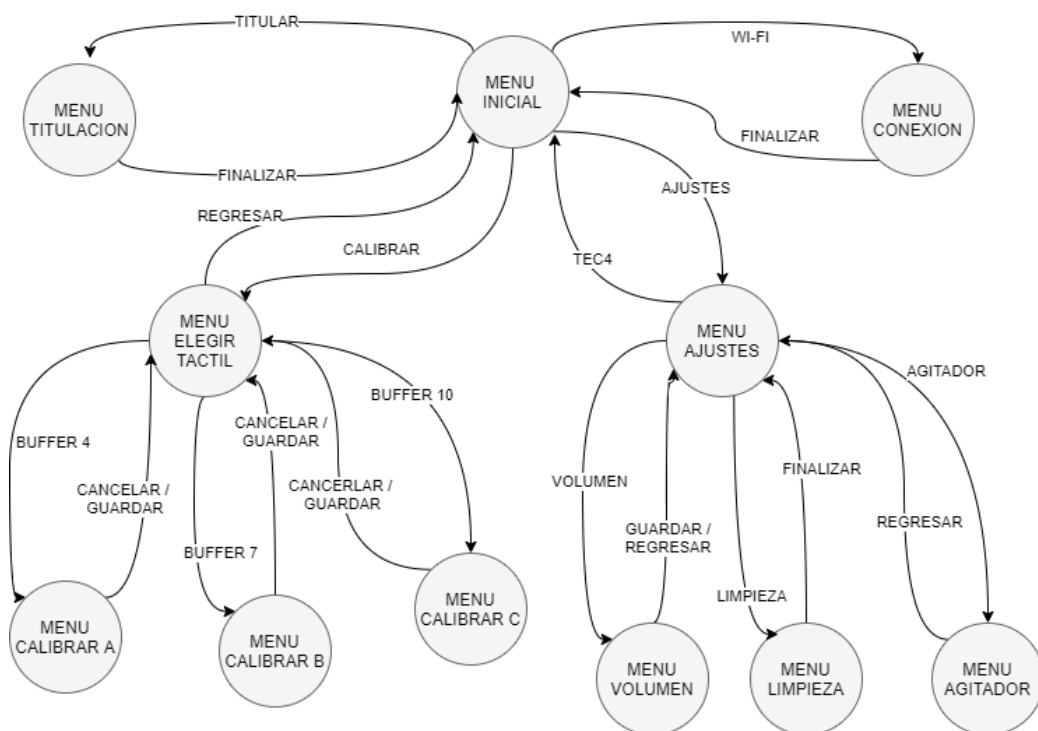 TITULAR
WI-FI
MENU
INICIAL
MENU
TITULACION
MENU
CONEXION
FINALIZAR
FINALIZAR
REGRESAR
AJUSTES
CALIBRAR
TEC4
MENU
ELEGIR
TACTIL
MENU
AJUSTES
BUFFER 10
AGITADOR
BUFFER 4
CANCELAR /
GUARDAR
CANCELAR /
GUARDAR
CANCERLAR /
GUARDAR
VOLUMEN
FINALIZAR
GUARDAR /
REGRESAR
REGRESAR
BUFFER 7
LIMPIEZA
MENU
CALIBRAR A
MENU
CALIBRAR B
MENU
CALIBRAR C
MENU
VOLUMEN
MENU
LIMPIEZA
MENU
AGITADOR